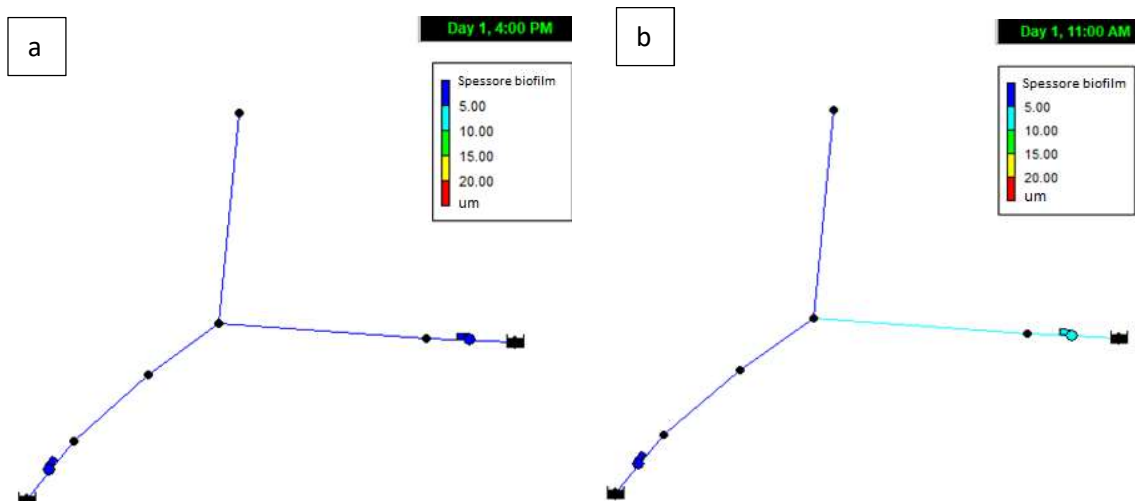 a
Day 1, 4:00 PM
Spessore biofilm
5.00
10.00
15.00
20.00
um
b
Day 1, 11:00 AM
Spessore biofilm
5.00
10.00
15.00
20.00
um